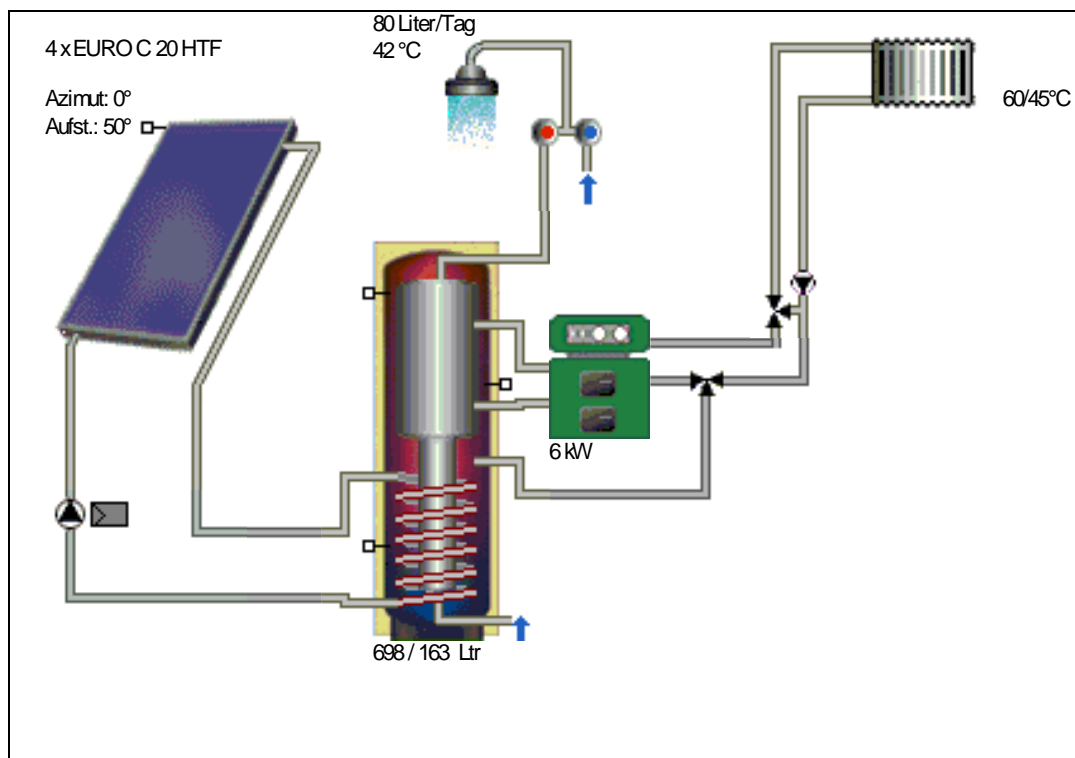 4 x EURO C 20 HTF
Azimut: 0°
Aufst.: 50°
80 Liter/Tag
42 °C
60/45°C
6 kW
698 / 163 Ltr